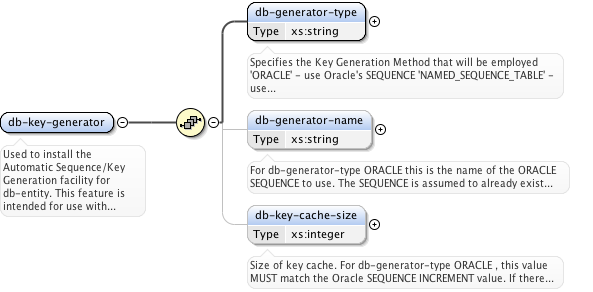 db-generator-type
Type xs:string
Specifies the Key Generation Method that will be employed
'ORACLE' - use Oracle's SEQUENCE 'NAMED_SEQUENCE_TABLE' -
use...
db-key-generator
Used to install the
Automatic Sequence/Key
Generation facility for
db-entity. This feature is
intended for use with...
db-generator-name
Type xs:string
For db-generator-type ORACLE this is the name of the ORACLE
SEQUENCE to use. The SEQUENCE is assumed to already exist...
db-key-cache-size
Type xs:integer
Size of key cache. For db-generator-type ORACLE , this value
MUST match the Oracle SEQUENCE INCREMENT value. If there...